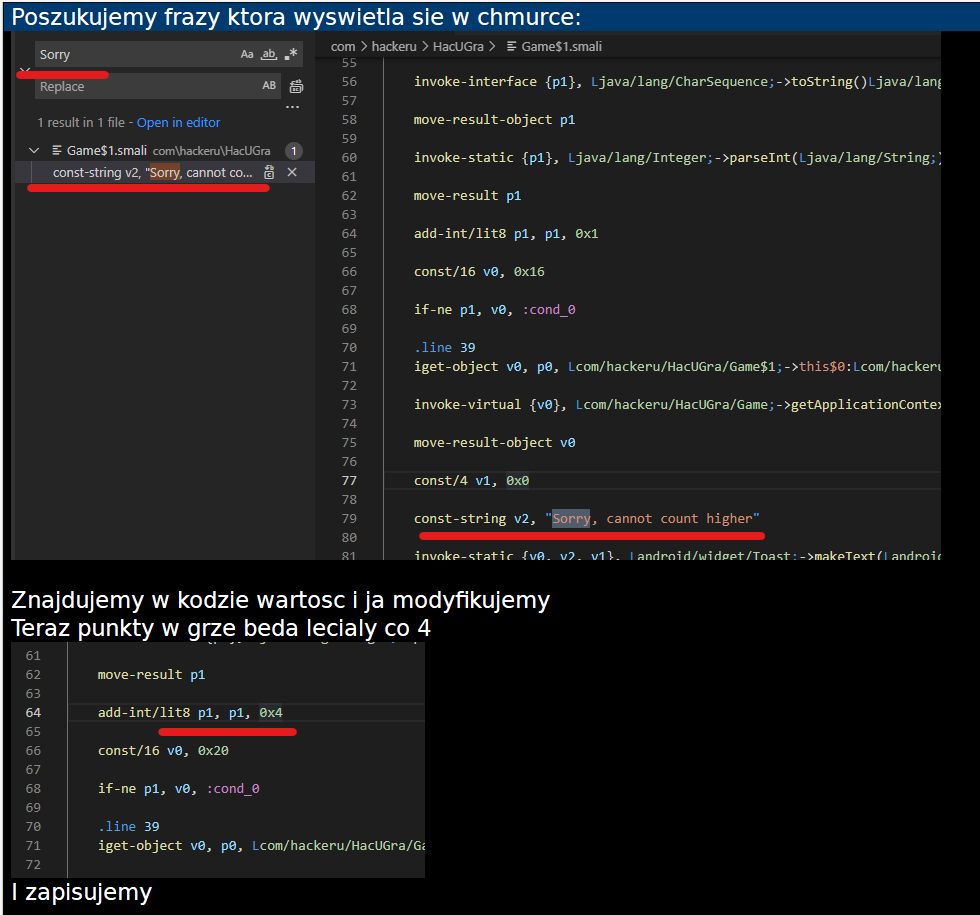 Poszukujemy frazy ktora wyswietla sie w chmurce:
Sorry
Aa ab .*
Replace
AB
...
1 result in 1 file - Open in editor
Game$1.smali com\hackeru\HacUGra 1
const-string v2, "Sorry, cannot co...
com > hackeru > HacUGra > Game$1.smali
55
56 invoke-interface {p1}, Ljava/lang/CharSequence;->toString()Ljava/lang
57
58 move-result-object p1
59
60 invoke-static {p1}, Ljava/lang/Integer;->parseInt(Ljava/lang/String;)
61
62 move-result p1
63
64 add-int/lit8 p1, p1, 0x1
65
66 const/16 v0, 0x16
67
68 if-ne p1, v0, :cond_0
69
70 .line 39
71 iget-object v0, p0, Lcom/hackeru/HacUGra/Game$1;->this$0:Lcom/hackeru
72
73 invoke-virtual {v0}, Lcom/hackeru/HacUGra/Game;->getApplicationContex
74
75 move-result-object v0
76
77 const/4 v1, 0x0
78
79 const-string v2, "Sorry, cannot count higher"
80
81 invoke-static {v0, v2, v1}, Landroid/widget/Toast;->makeText(Landroid
Znajdujemy w kodzie wartosc i ja modyfikujemy
Teraz punkty w grze beda lecialy co 4
61
62 move-result p1
63
64 add-int/lit8 p1, p1, 0x4
65
66 const/16 v0, 0x20
67
68 if-ne p1, v0, :cond_0
69
70 .line 39
71 iget-object v0, p0, Lcom/hackeru/HacUGra/Ga
72
I zapisujemy